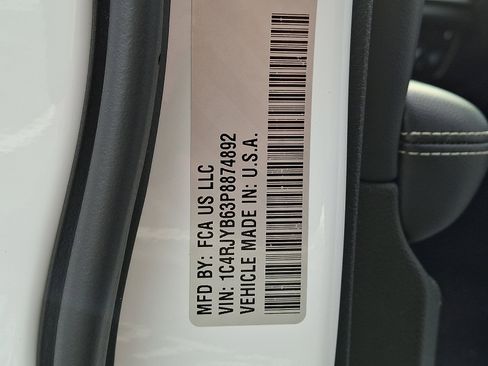 MFD BY: FCA US LLC
VIN: 1C4RJYB63P8874892
VEHICLE MADE IN: U.S.A.